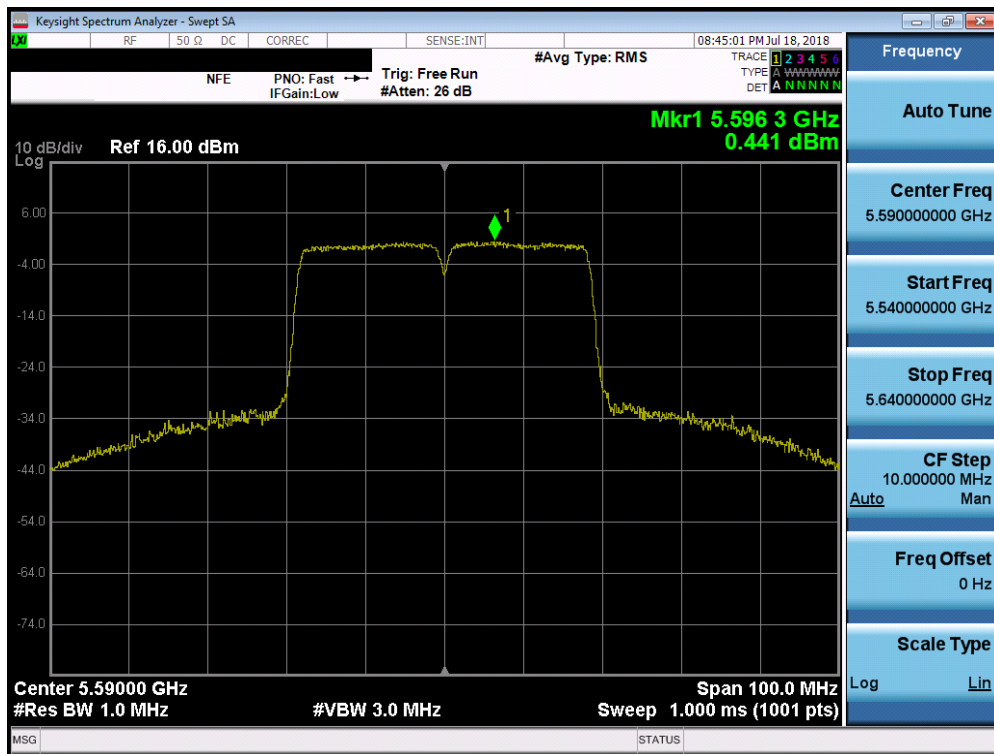 Keysight Spectrum Analyzer - Swept SA
LXI RF 50 Ω DC CORREC SENSE:INT 08:45:01 PM Jul 18, 2018
NFE PNO: Fast Trig: Free Run #Avg Type: RMS TRACE 1 2 3 4 5 6
IFGain:Low #Atten: 26 dB TYPE A WWWWW
DET A N N N N N
Mkr1 5.596 3 GHz
0.441 dBm
10 dB/div Ref 16.00 dBm
Log
6.00
1
-4.00
-14.0
-24.0
-34.0
-44.0
-54.0
-64.0
-74.0
Center 5.59000 GHz Span 100.0 MHz
#Res BW 1.0 MHz #VBW 3.0 MHz Sweep 1.000 ms (1001 pts)
MSG STATUS
Frequency
Auto Tune
Center Freq
5.590000000 GHz
Start Freq
5.540000000 GHz
Stop Freq
5.640000000 GHz
CF Step
10.000000 MHz
Auto Man
Freq Offset
0 Hz
Scale Type
Log Lin